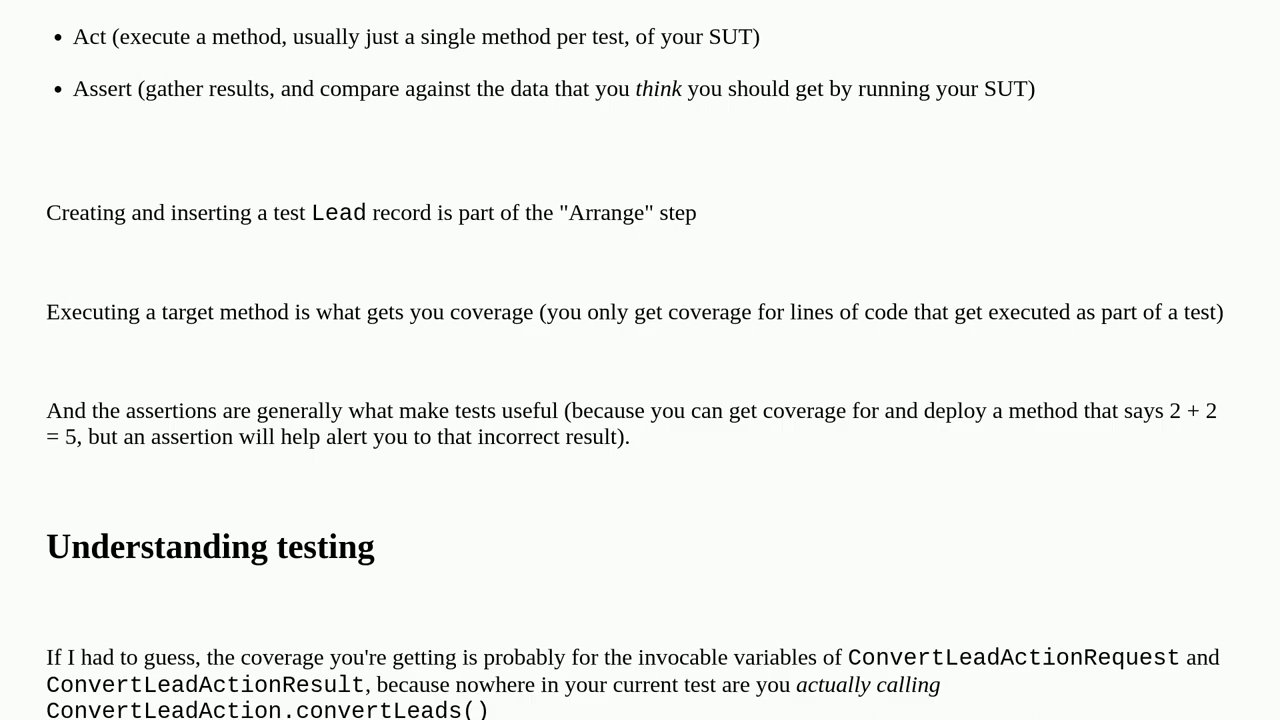 • Act (execute a method, usually just a single method per test, of your SUT)
• Assert (gather results, and compare against the data that you think you should get by running your SUT)
Creating and inserting a test Lead record is part of the "Arrange" step
Executing a target method is what gets you coverage (you only get coverage for lines of code that get executed as part of a test)
And the assertions are generally what make tests useful (because you can get coverage for and deploy a method that says 2 + 2
= 5, but an assertion will help alert you to that incorrect result).
Understanding testing
If I had to guess, the coverage you're getting is probably for the invocable variables of ConvertLeadActionRequest and
ConvertLeadActionResult, because nowhere in your current test are you actually calling
ConvertLeadAction.convertLeads()